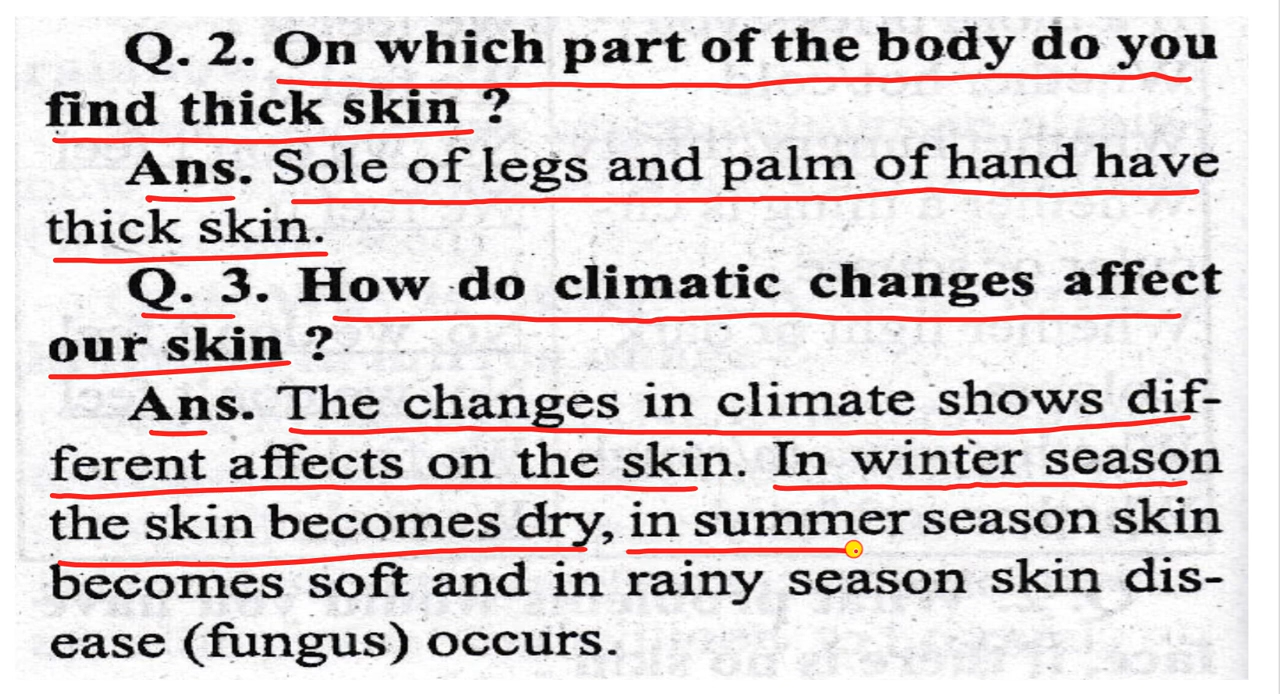 Q. 2. On which part of the body do you
find thick skin ?
Ans. Sole of legs and palm of hand have
thick skin.
Q. 3. How do climatic changes affect
our skin ?
Ans. The changes in climate shows dif-
ferent affects on the skin. In winter season
the skin becomes dry, in summer season skin
becomes soft and in rainy season skin dis-
ease (fungus) occurs.